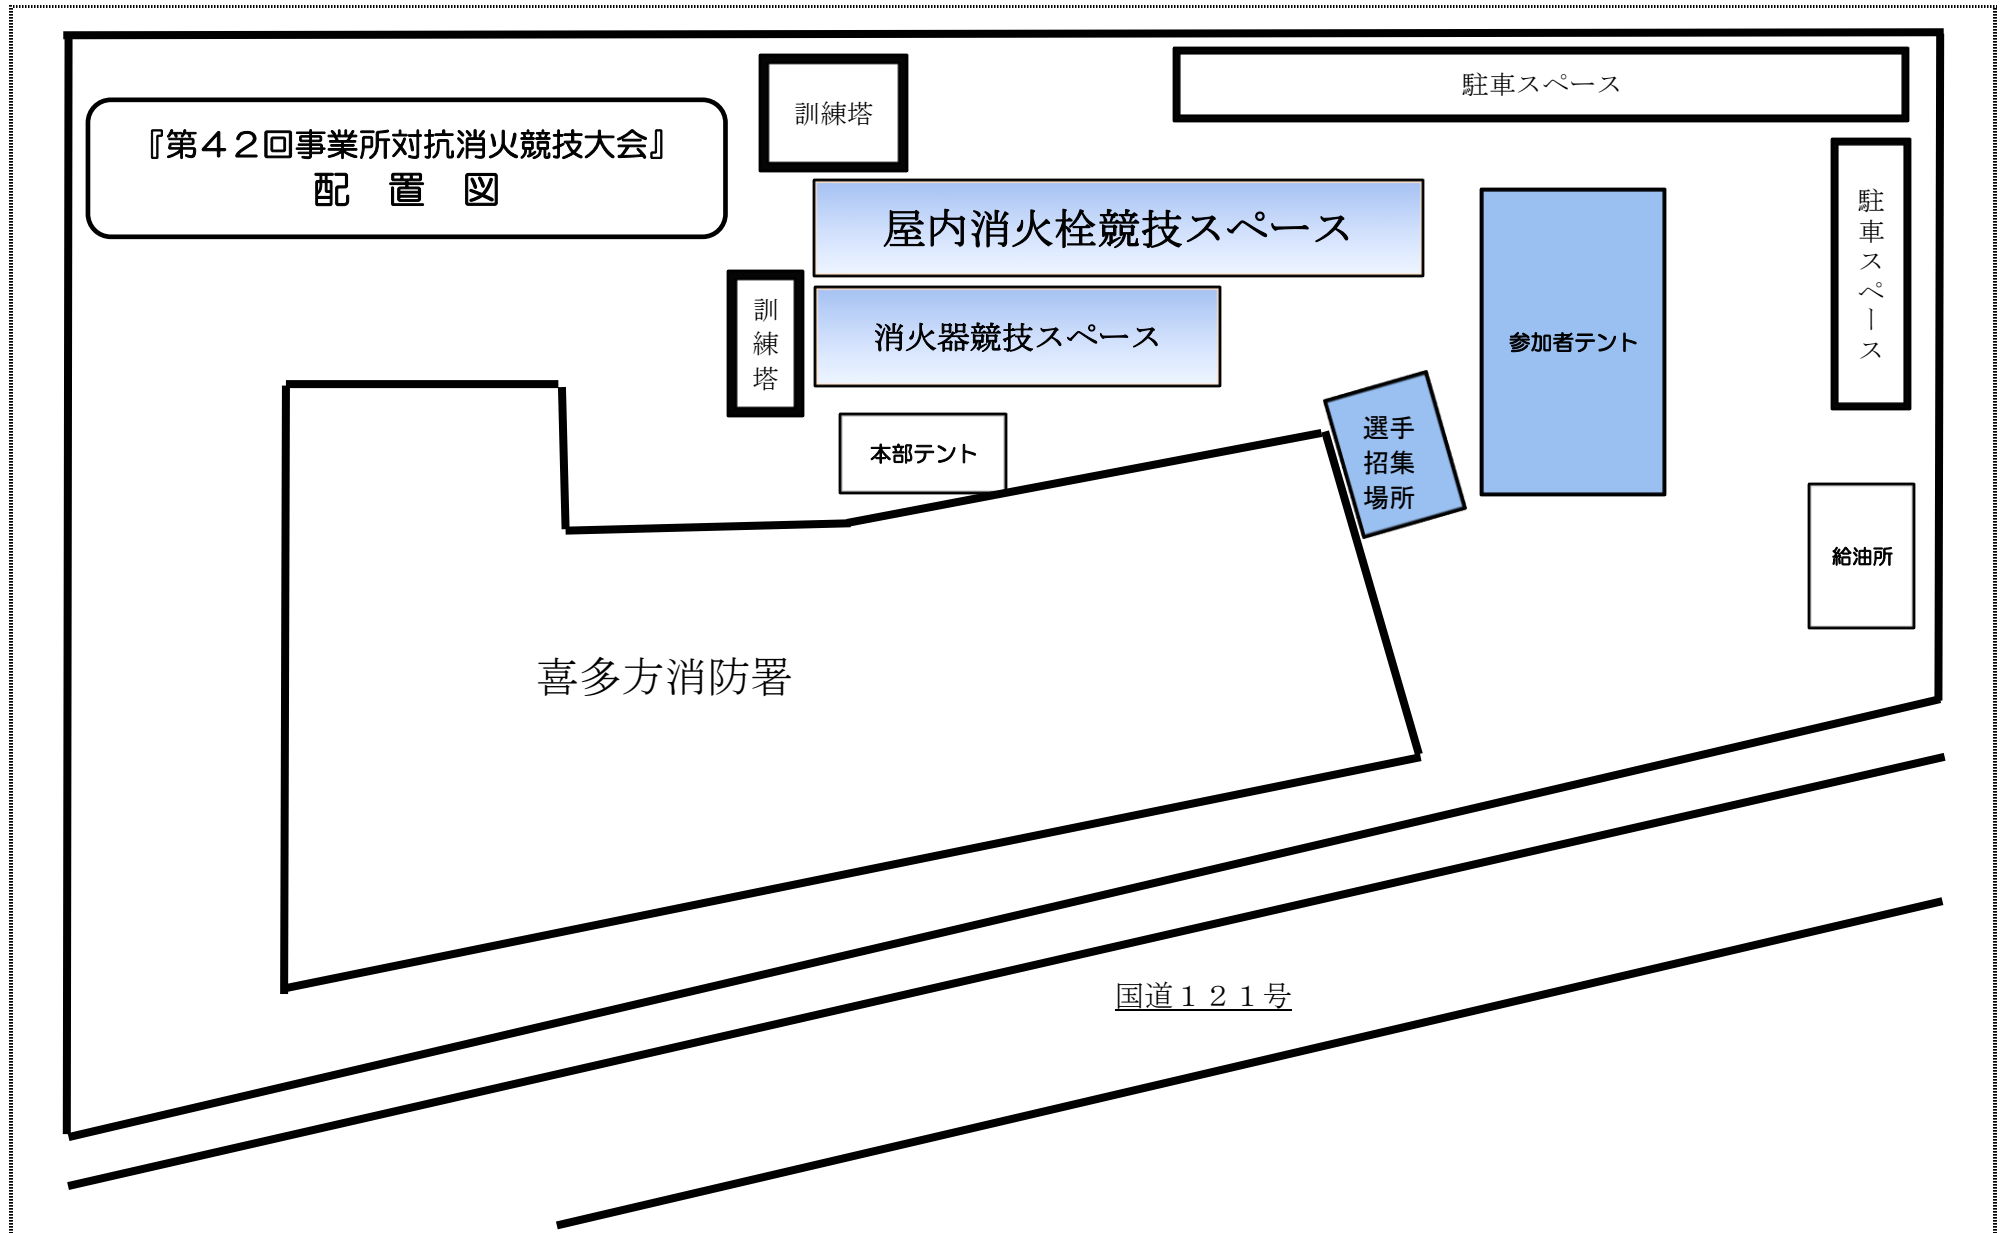 『第４２回事業所対抗消火競技大会』
配　置　図
訓練塔
駐車スペース
屋内消火栓競技スペース
駐車スペース
訓練塔
消火器競技スペース
参加者テント
本部テント
選手
招集
場所
給油所
喜多方消防署
国道１２１号